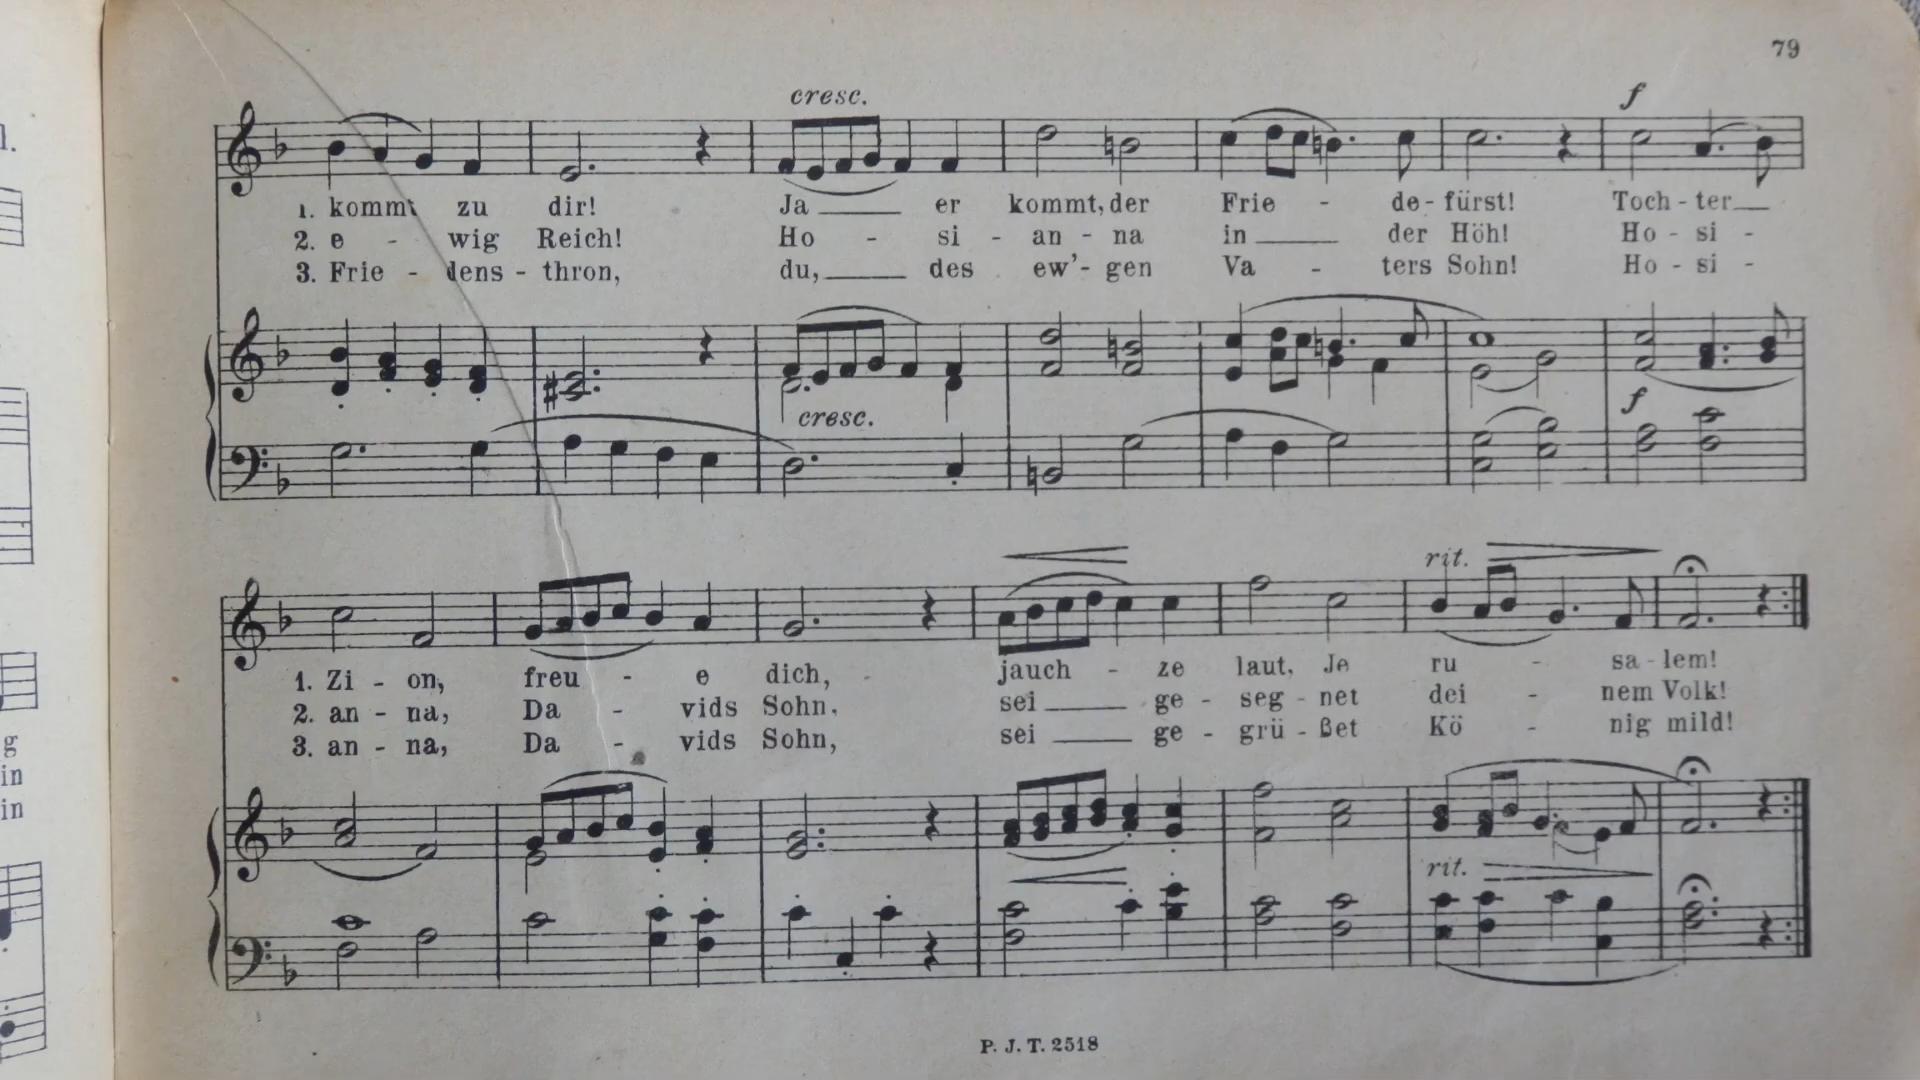 79
cresc.
f
1. kommt zu dir! Ja er kommt, der Frie - de - fürst! Toch - ter
2. e - wig Reich! Ho - si - an - na in der Höh! Ho - si -
3. Frie - dens - thron, du, des ew'- gen Va - ters Sohn! Ho - si -
cresc.
f
rit.
1. Zi - on, freu - e dich, jauch - ze laut, Je ru - sa - lem!
2. an - na, Da - vids Sohn, sei ge - seg - net dei - nem Volk!
3. an - na, Da - vids Sohn, sei ge - grü - ßet Kö - nig mild!
rit.
P. J. T. 2518
l.
g
in
in